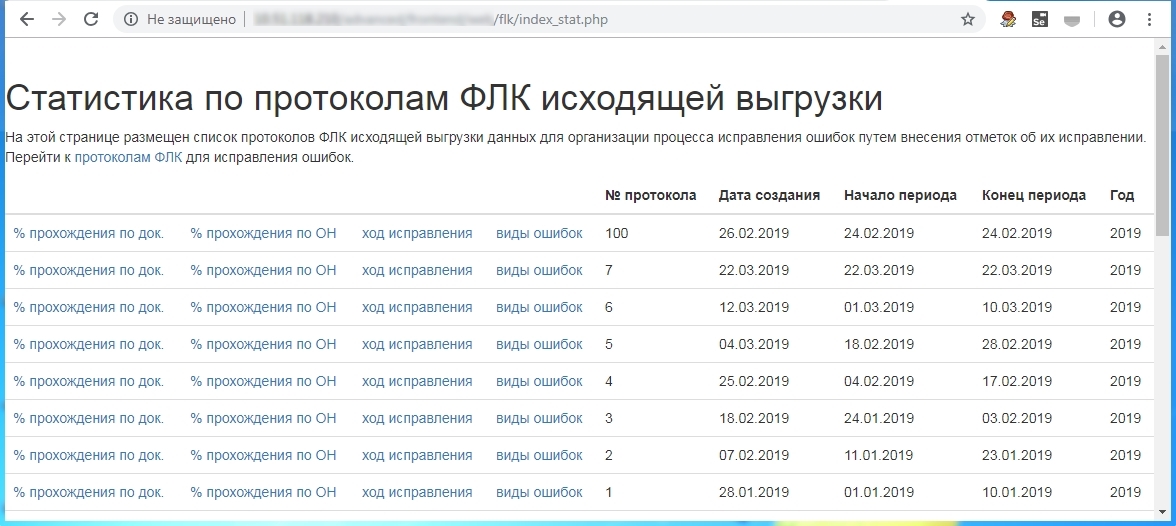 Не защищено /flk/index_stat.php
Se
Статистика по протоколам ФЛК исходящей выгрузки
На этой странице размещен список протоколов ФЛК исходящей выгрузки данных для организации процесса исправления ошибок путем внесения отметок об их исправлении.
Перейти к протоколам ФЛК для исправления ошибок.
№ протокола Дата создания Начало периода Конец периода Год
% прохождения по док. % прохождения по ОН ход исправления виды ошибок 100 26.02.2019 24.02.2019 24.02.2019 2019
% прохождения по док. % прохождения по ОН ход исправления виды ошибок 7 22.03.2019 22.03.2019 22.03.2019 2019
% прохождения по док. % прохождения по ОН ход исправления виды ошибок 6 12.03.2019 01.03.2019 10.03.2019 2019
% прохождения по док. % прохождения по ОН ход исправления виды ошибок 5 04.03.2019 18.02.2019 28.02.2019 2019
% прохождения по док. % прохождения по ОН ход исправления виды ошибок 4 25.02.2019 04.02.2019 17.02.2019 2019
% прохождения по док. % прохождения по ОН ход исправления виды ошибок 3 18.02.2019 24.01.2019 03.02.2019 2019
% прохождения по док. % прохождения по ОН ход исправления виды ошибок 2 07.02.2019 11.01.2019 23.01.2019 2019
% прохождения по док. % прохождения по ОН ход исправления виды ошибок 1 28.01.2019 01.01.2019 10.01.2019 2019